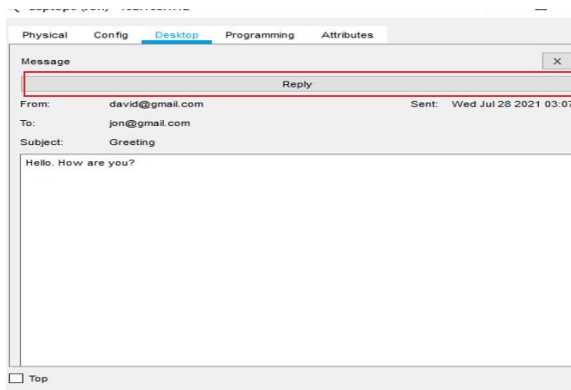 Physical Config Desktop Programming Attributes
Message X
Reply
From: david@gmail.com Sent: Wed Jul 28 2021 03:07
To: jon@gmail.com
Subject: Greeting
Hello. How are you?
Top